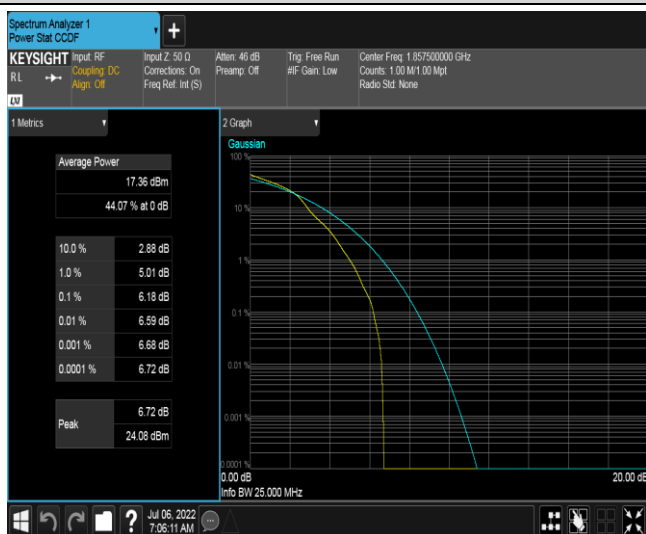 Spectrum Analyzer 1
Power Stat CCDF
+
KEYSIGHT
RL
LXI
Input: RF
Coupling: DC
Align: Off
Input Z: 50 Ω
Corrections: On
Freq Ref: Int (S)
Atten: 46 dB
Preamp: Off
Trig: Free Run
#IF Gain: Low
Center Freq: 1.857500000 GHz
Counts: 1.00 M/1.00 Mpt
Radio Std: None
1 Metrics
Average Power
17.36 dBm
44.07 % at 0 dB
10.0 % 2.88 dB
1.0 % 5.01 dB
0.1 % 6.18 dB
0.01 % 6.59 dB
0.001 % 6.68 dB
0.0001 % 6.72 dB
Peak
6.72 dB
24.08 dBm
2 Graph
Gaussian
100 %
10 %
1 %
0.1 %
0.01 %
0.001 %
0.0001 %
0.00 dB 20.00 dB
Info BW 25.000 MHz
?
Jul 06, 2022
7:06:11 AM